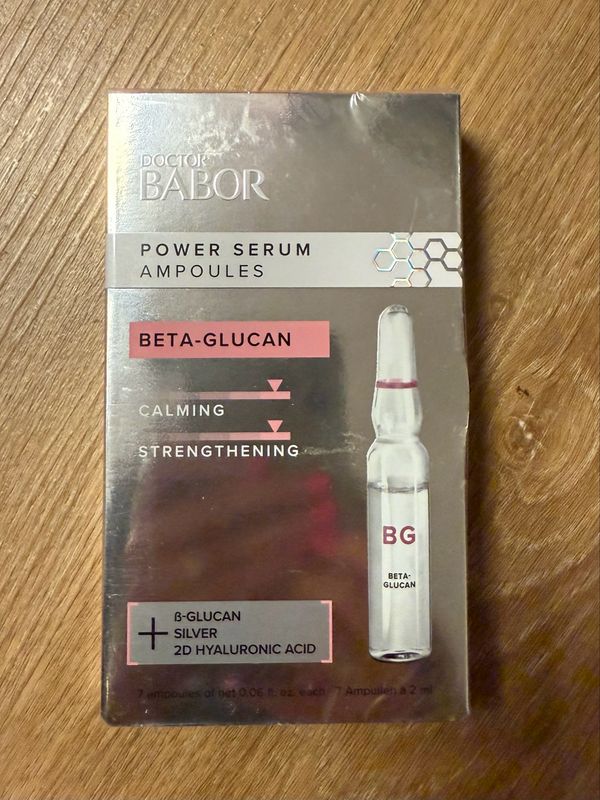 DOCTOR
BABOR
POWER SERUM
AMPOULES
BETA-GLUCAN
CALMING
STRENGTHENING
BG
BETA-
GLUCAN
+ ß-GLUCAN
SILVER
2D HYALURONIC ACID
7 ampoules of net 0.06 fl. oz. each · 7 Ampullen à 2 ml